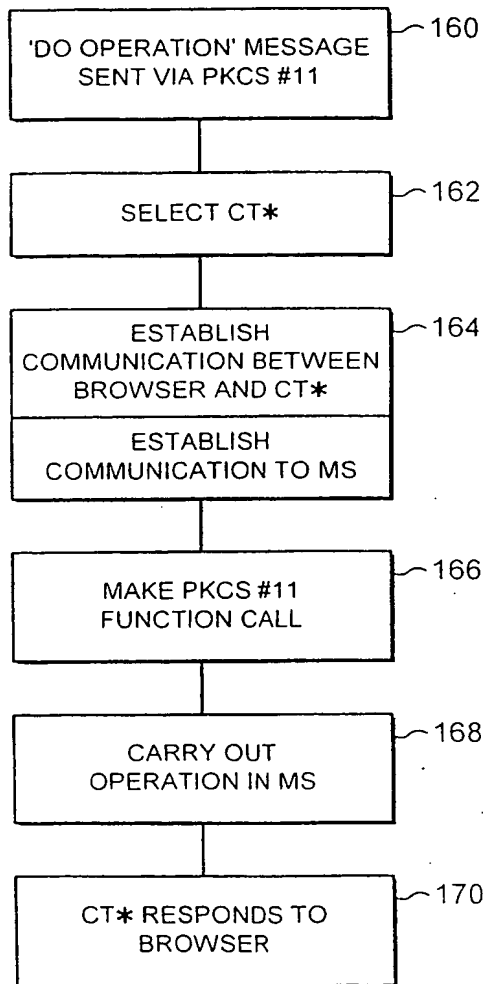 'DO OPERATION' MESSAGE
SENT VIA PKCS #11
160
SELECT CT*
162
ESTABLISH
COMMUNICATION BETWEEN
BROWSER AND CT*
164
ESTABLISH
COMMUNICATION TO MS
MAKE PKCS #11
FUNCTION CALL
166
CARRY OUT
OPERATION IN MS
168
CT* RESPONDS TO
BROWSER
170